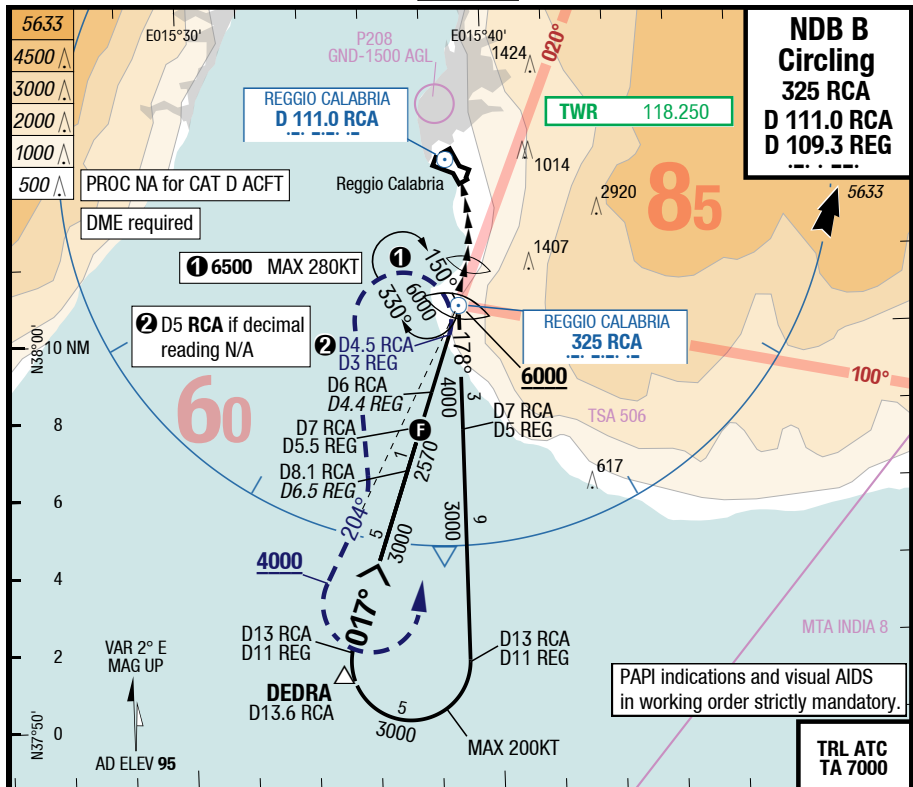 5633
4500
3000
2000
1000
500
E015°30'
P208
GND-1500 AGL
E015°40'
1424
020°
NDB B
Circling
325 RCA
D 111.0 RCA
D 109.3 REG
REGGIO CALABRIA
D 111.0 RCA
TWR 118.250
1014
Reggio Calabria
PROC NA for CAT D ACFT
DME required
2920
85
5633
1407
1 6500 MAX 280KT
1
150°
6000
330°
2 D5 RCA if decimal
reading N/A
2 D4.5 RCA
D3 REG
REGGIO CALABRIA
325 RCA
N38°00'
10 NM
178°
6000
100°
60
D6 RCA
D4.4 REG
4000
3
TSA 506
D7 RCA
D5.5 REG
F
D7 RCA
D5 REG
8
D8.1 RCA
D6.5 REG
1
2570
617
6
204°
5
3000
3000
9
4000
4
017°
MTA INDIA 8
D13 RCA
D11 REG
D13 RCA
D11 REG
2
VAR 2° E
MAG UP
DEDRA
D13.6 RCA
PAPI indications and visual AIDS
in working order strictly mandatory.
5
3000
MAX 200KT
N37°50'
0
AD ELEV 95
TRL ATC
TA 7000